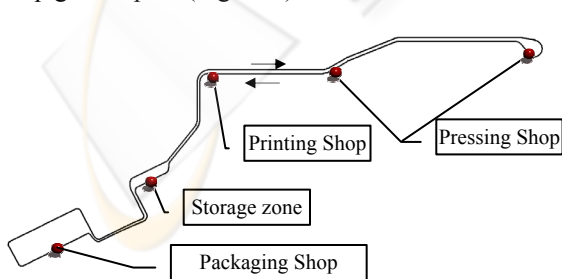 Printing Shop
Pressing Shop
Storage zone
Packaging Shop